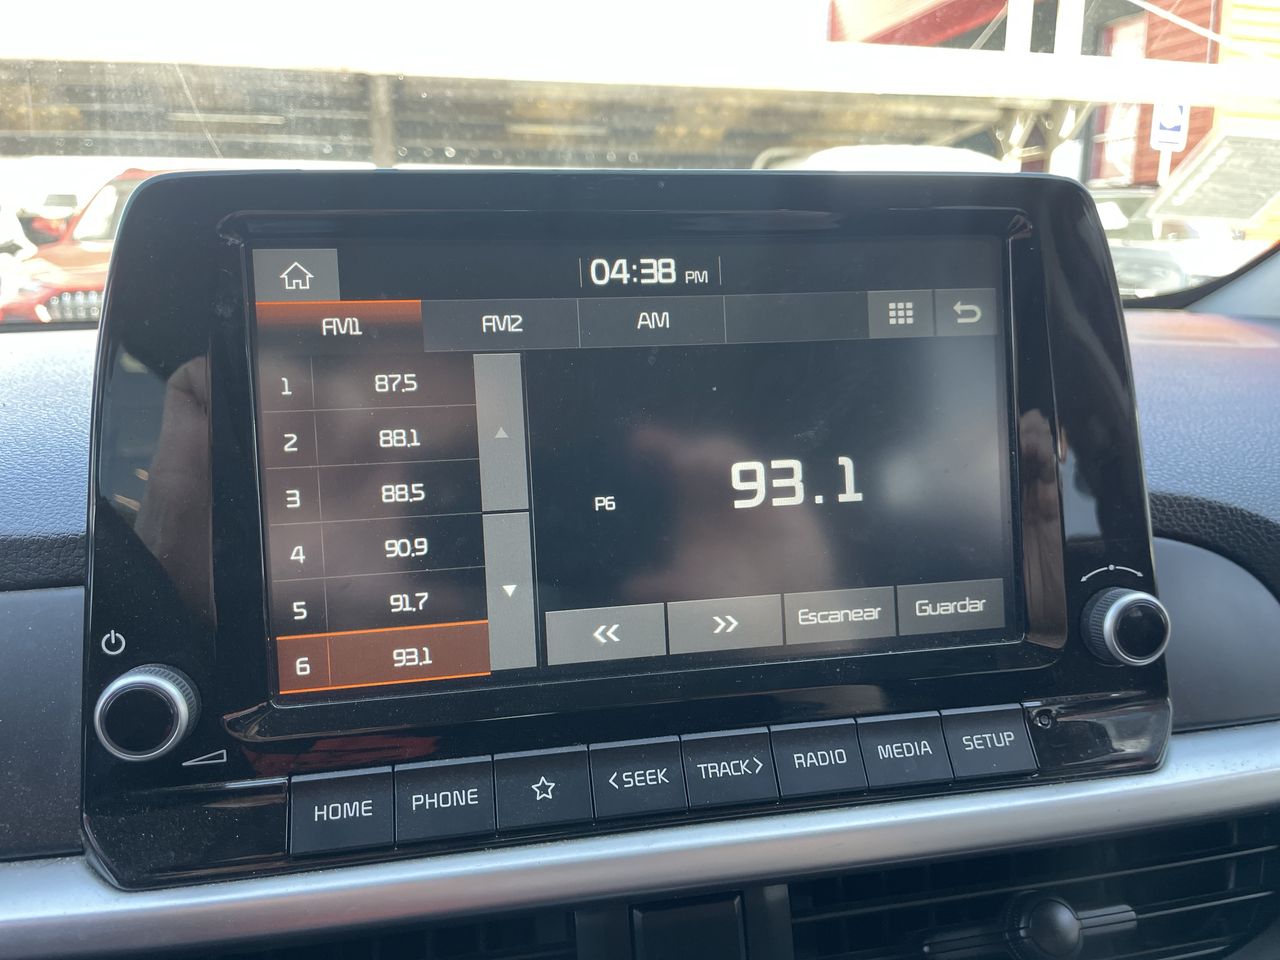 04:38 PM
FM1 FM2 AM
1 87.5
2 88.1
3 88.5
4 90.9
5 91.7
6 93.1
P6 93.1
Escanear Guardar
HOME PHONE <SEEK TRACK> RADIO MEDIA SETUP